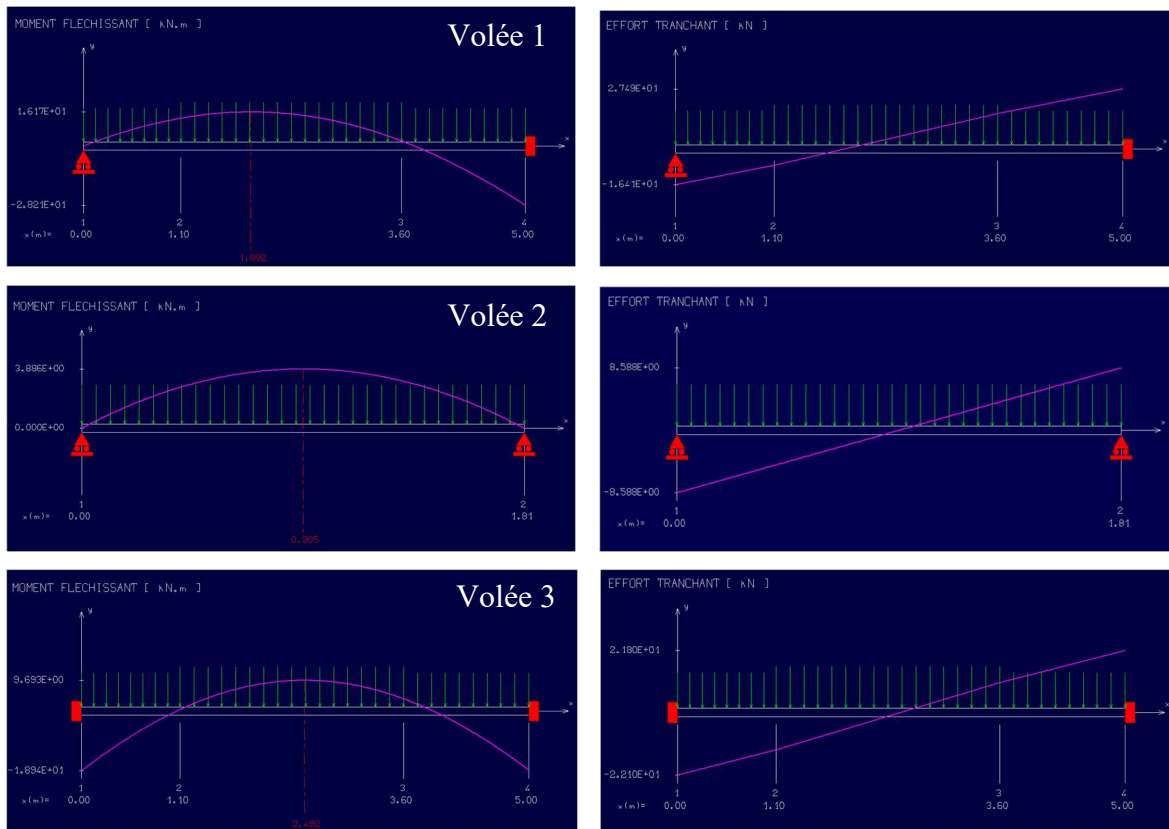 MOMENT FLECHISSANT [ kN.m ]
Volée 1
y
1.617E+01
x
-2.821E+01
1 2 3 4
x(m)= 0.00 1.10 3.60 5.00
1.892
EFFORT TRANCHANT [ kN ]
y
2.749E+01
x
-1.641E+01
1 2 3 4
x(m)= 0.00 1.10 3.60 5.00
MOMENT FLECHISSANT [ kN.m ]
Volée 2
y
3.886E+00
0.000E+00
x
1 2
x(m)= 0.00 1.81
0.905
EFFORT TRANCHANT [ kN ]
y
8.588E+00
x
-8.588E+00
1 2
x(m)= 0.00 1.81
MOMENT FLECHISSANT [ kN.m ]
Volée 3
y
9.693E+00
x
-1.894E+01
1 2 3 4
x(m)= 0.00 1.10 3.60 5.00
2.492
EFFORT TRANCHANT [ kN ]
y
2.180E+01
x
-2.210E+01
1 2 3 4
x(m)= 0.00 1.10 3.60 5.00